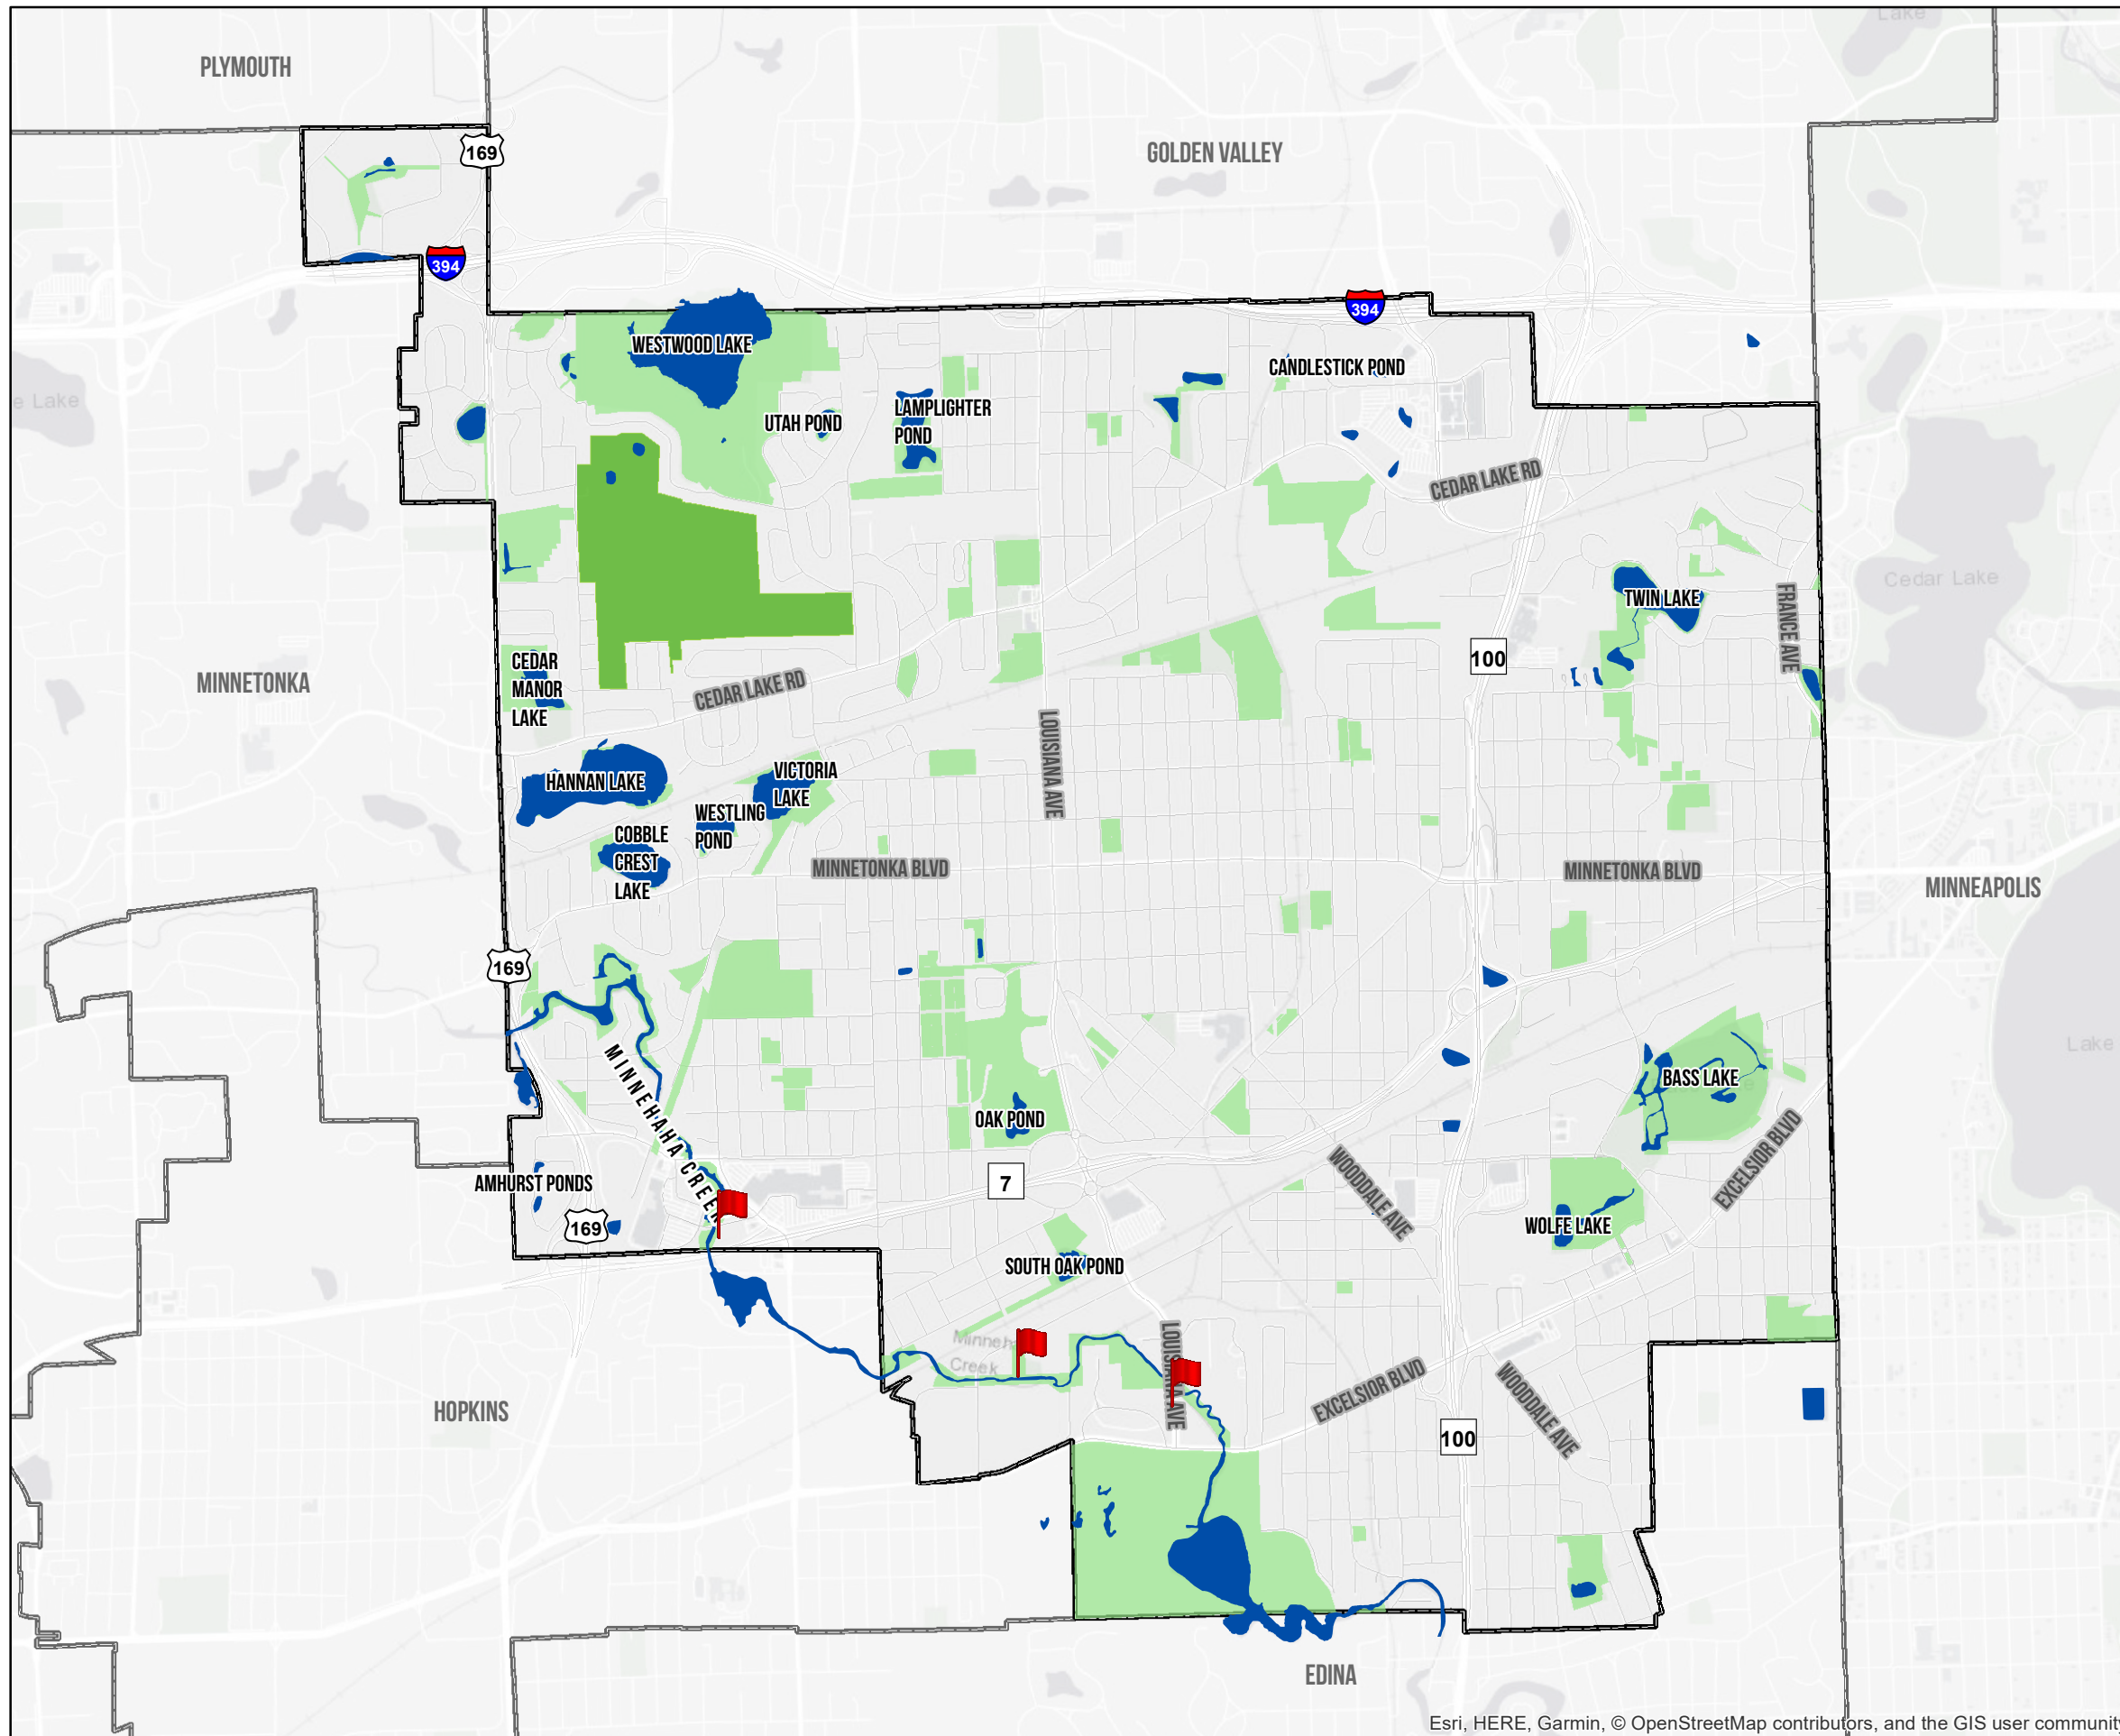 Lake
PLYMOUTH
169
GOLDEN VALLEY
394
394
WESTWOOD LAKE
CANDLESTICK POND
e Lake
LAMPLIGHTER
POND
UTAH POND
CEDAR LAKE RD
Cedar Lake
TWIN LAKE
FRANCE AVE
100
CEDAR
MANOR
LAKE
MINNETONKA
CEDAR LAKE RD
LOUISIANA AVE
HANNAN LAKE
VICTORIA
LAKE
WESTLING
POND
COBBLE
CREST
LAKE
MINNETONKA BLVD
MINNETONKA BLVD
MINNEAPOLIS
169
Lake
MINNEHAHA CREEK
BASS LAKE
OAK POND
EXCELSIOR BLVD
WOODDALE AVE
AMHURST PONDS
7
169
WOLFE LAKE
SOUTH OAK POND
Minneh
Creek
LOUISIANA AVE
EXCELSIOR BLVD
WOODDALE AVE
HOPKINS
100
EDINA
Esri, HERE, Garmin, © OpenStreetMap contributors, and the GIS user communit